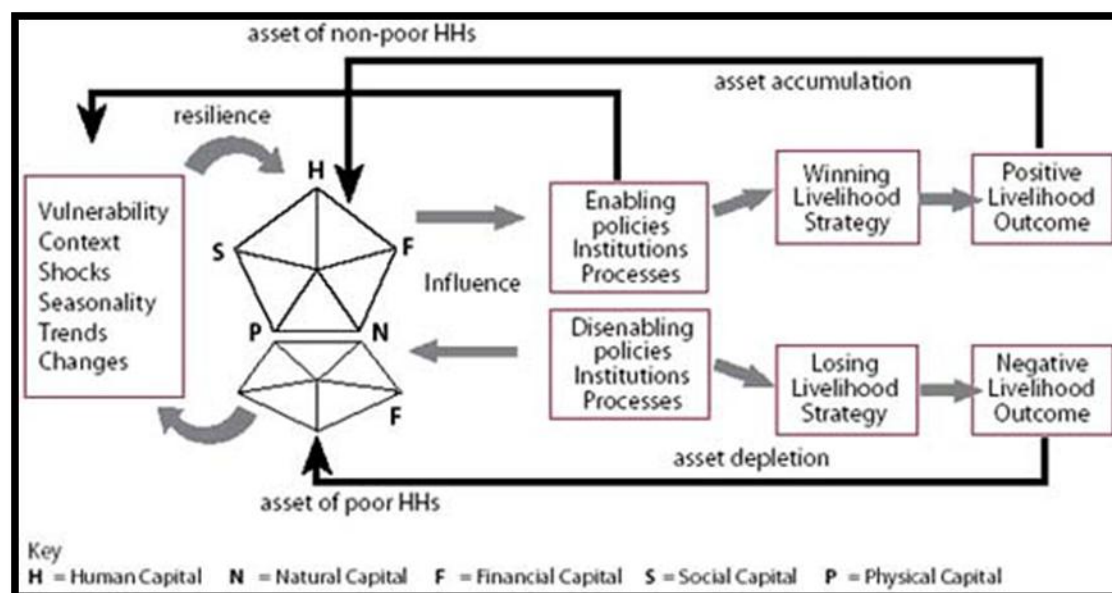 asset of non-poor HHs
asset accumulation
resilience
Vulnerability
Context
Shocks
Seasonality
Trends
Changes
H
S
F
P
N
F
Influence
Enabling
policies
Institutions
Processes
Winning
Livelihood
Strategy
Positive
Livelihood
Outcome
Disenabling
policies
Institutions
Processes
Losing
Livelihood
Strategy
Negative
Livelihood
Outcome
asset depletion
asset of poor HHs
Key
H = Human Capital N = Natural Capital F = Financial Capital S = Social Capital P = Physical Capital